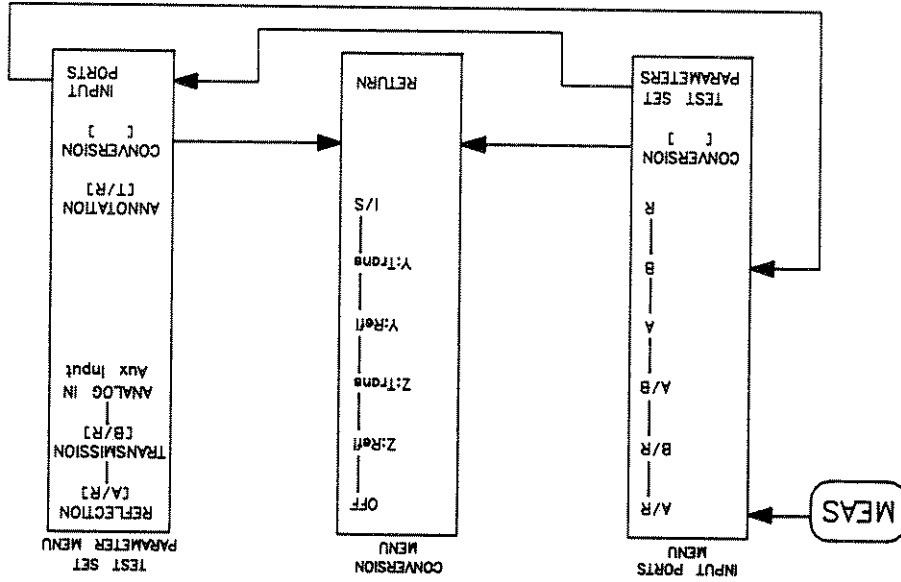 MEAS
INPUT PORTS
MENU
A/R
B/R
A/B
A
B
R
CONVERSION
[ ]
TEST SET
PARAMETERS
CONVERSION
MENU
OFF
Z:Refl
Z:Trans
Y:Refl
Y:Trans
1/S
RETURN
TEST SET
PARAMETER MENU
REFLECTION
[A/R]
TRANSMISSION
[B/R]
ANALOG IN
Aux Input
ANNOTATION
[T/R]
CONVERSION
[ ]
INPUT
PORTS